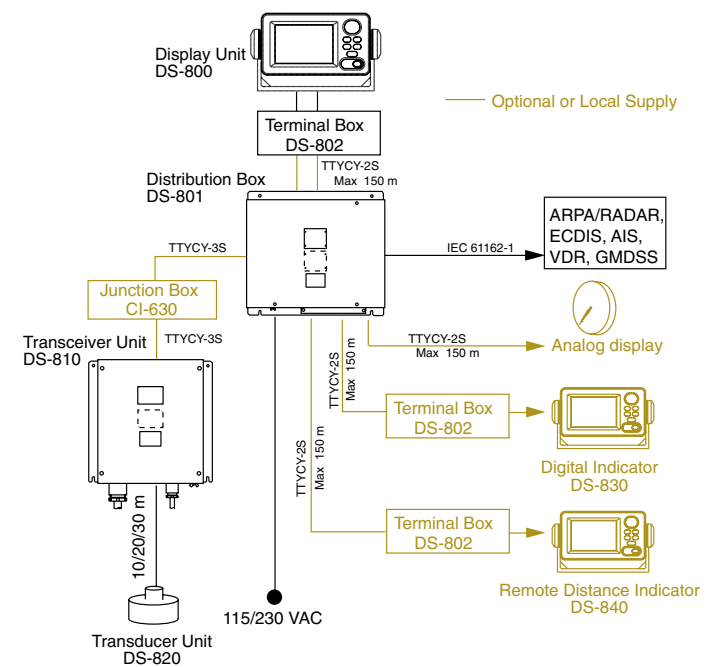 Display Unit
DS-800
Optional or Local Supply
Terminal Box
DS-802
TTYCY-2S
Max 150 m
Distribution Box
DS-801
ARPA/RADAR,
ECDIS, AIS,
VDR, GMDSS
IEC 61162-1
TTYCY-3S
Junction Box
CI-630
TTYCY-3S
Transceiver Unit
DS-810
TTYCY-2S
Max 150 m
Analog display
TTYCY-2S
Max 150 m
Terminal Box
DS-802
Digital Indicator
DS-830
TTYCY-2S
Max 150 m
Terminal Box
DS-802
Remote Distance Indicator
DS-840
10/20/30 m
115/230 VAC
Transducer Unit
DS-820